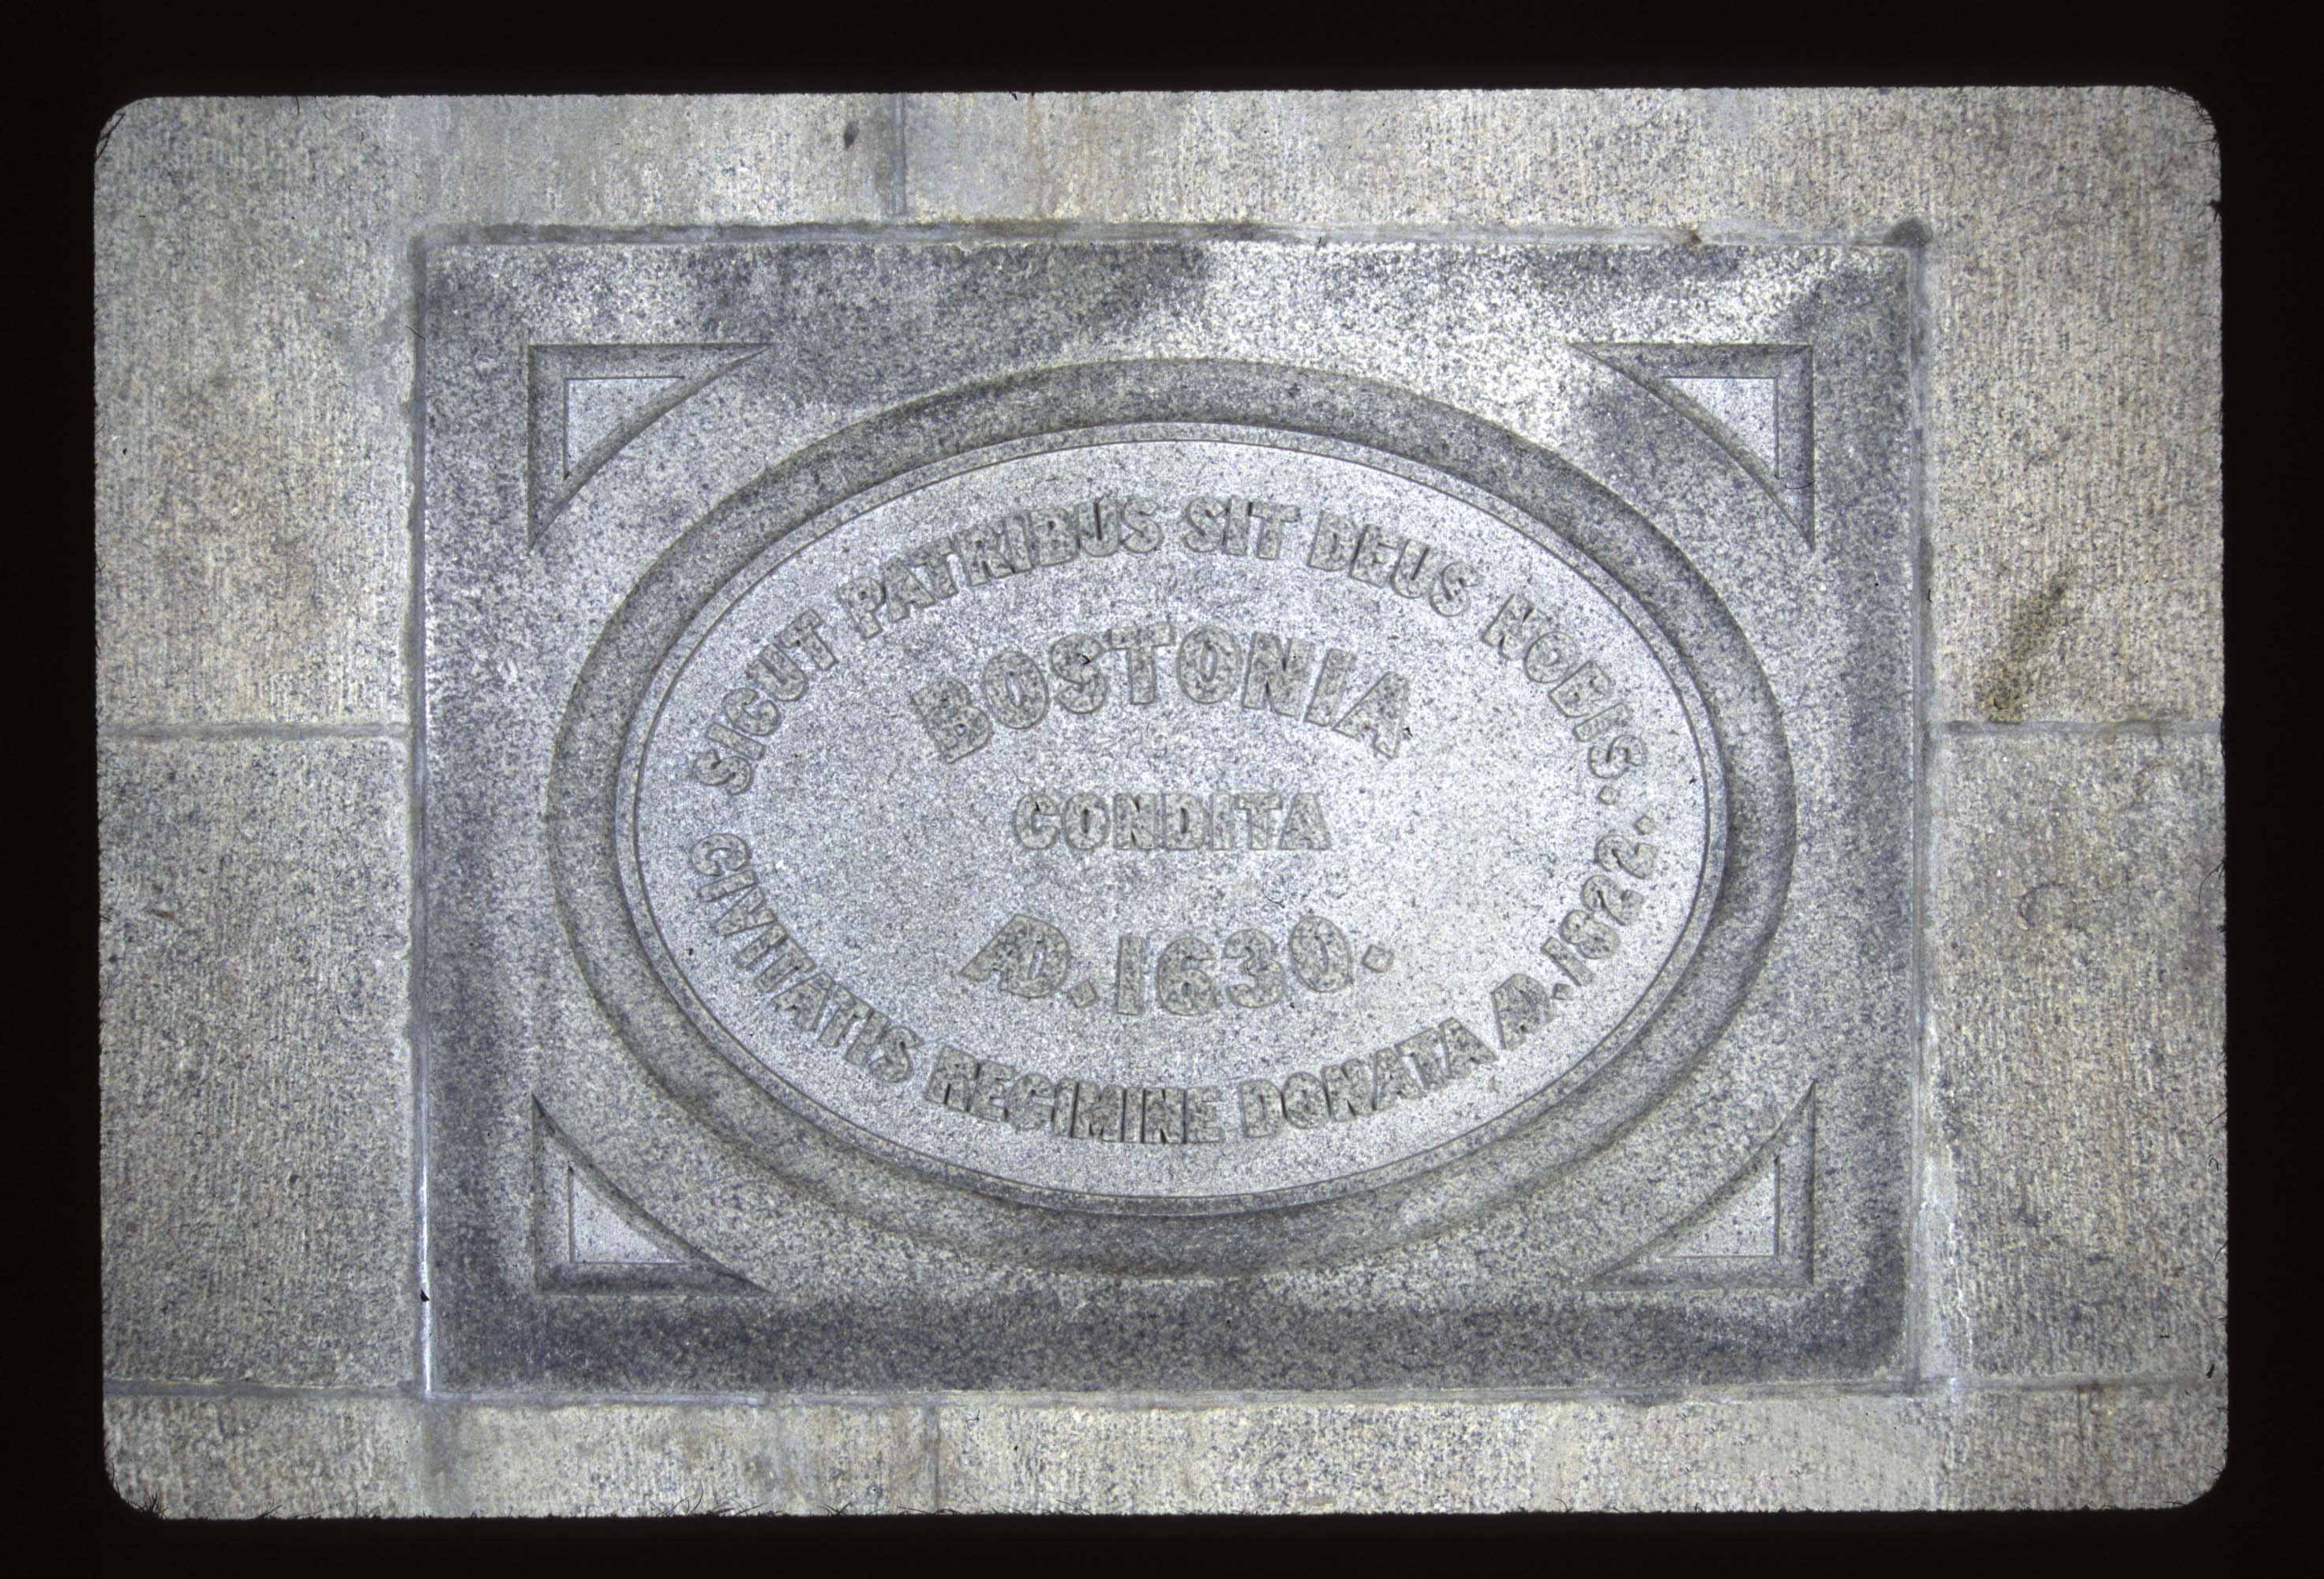 SICUT PATRIBUS SIT DEUS NOBIS.
BOSTONIA
CONDITA
AD. 1630.
CIVITATIS REGIMINE DONATA AD. 1822.